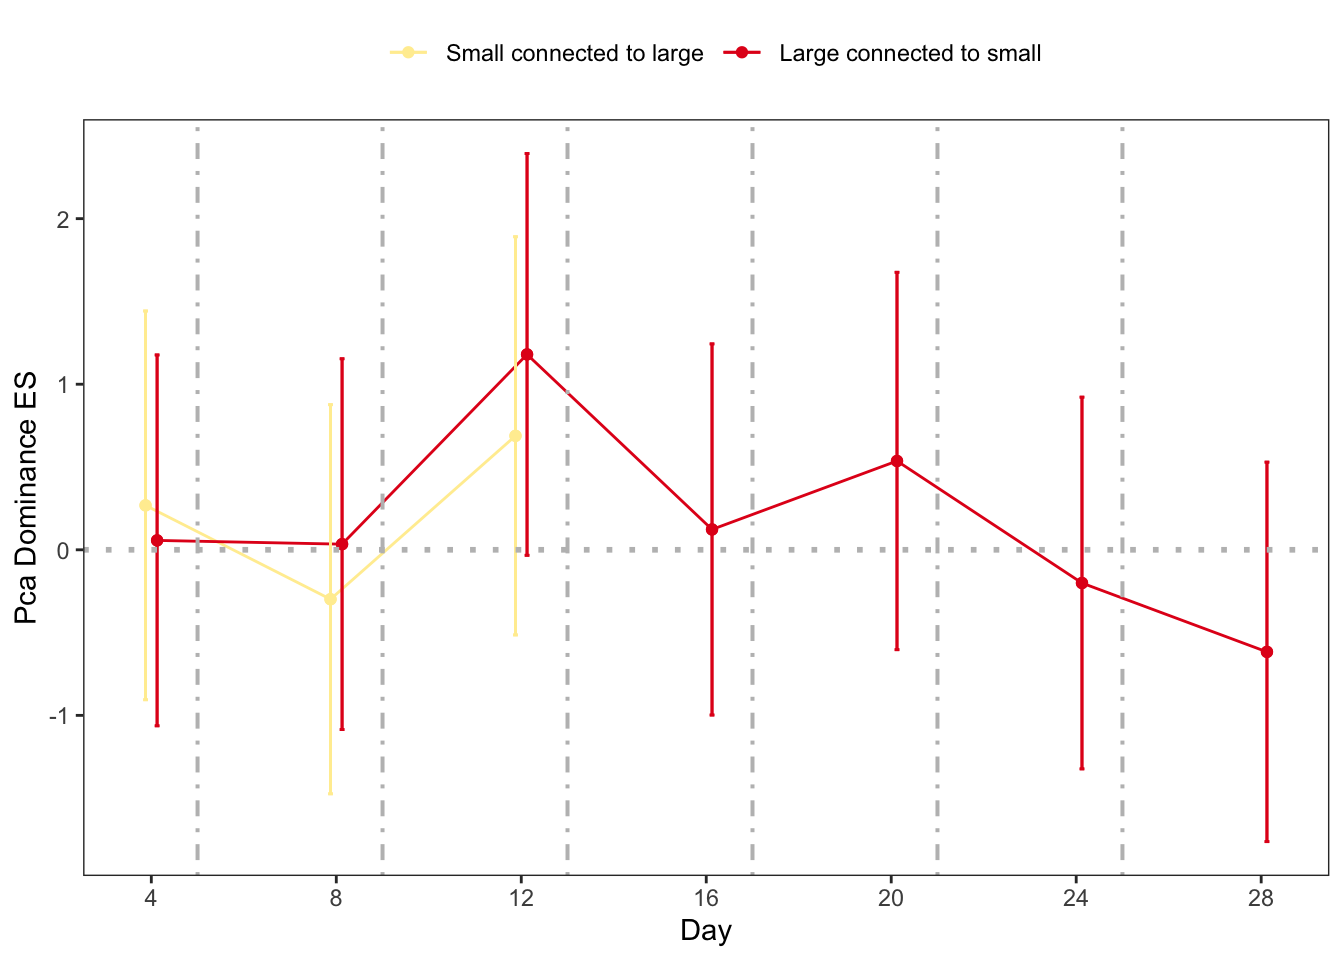 Small connected to large Large connected to small
Pca Dominance ES
2
1
0
-1
4 8 12 16 20 24 28
Day